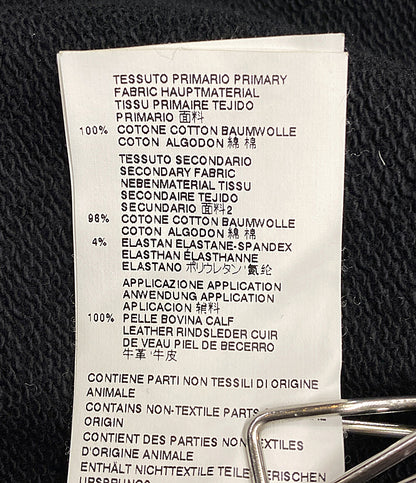 TESSUTO PRIMARIO PRIMARY
FABRIC HAUPTMATERIAL
TISSU PRIMAIRE TEJIDO
PRIMARIO 面料
100% COTONE COTTON BAUMWOLLE
COTON ALGODON 綿 棉
TESSUTO SECONDARIO
SECONDARY FABRIC
NEBENMATERIAL TISSU
SECONDAIRE TEJIDO
SECUNDARIO 面料2
96% COTONE COTTON BAUMWOLLE
COTON ALGODON 綿 棉
4% ELASTAN ELASTANE-SPANDEX
ELASTHAN ÉLASTHANNE
ELASTANO ポリウレタン 氨纶
APPLICAZIONE APPLICATION
ANWENDUNG APPLICATION
APLICACION 辅料
100% PELLE BOVINA CALF
LEATHER RINDSLEDER CUIR
DE VEAU PIEL DE BECERRO
牛革 牛皮
CONTIENE PARTI NON TESSILI DI ORIGINE
ANIMALE
CONTAINS NON-TEXTILE PARTS
ORIGIN
CONTIENT DES PARTIES NON TEXTILES
D'ORIGINE ANIMALE
ENTHÄLT NICHTTEXTILE TEILE TIERISCHEN
URSPRUNGS